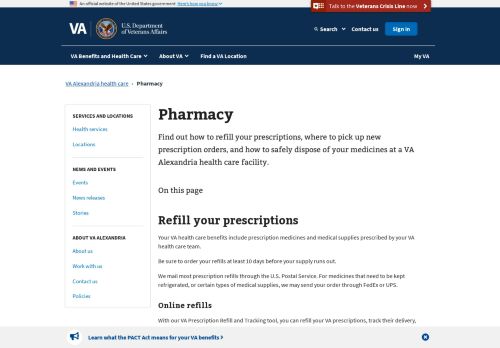 An official website of the United States government Here's how you know
Talk to the Veterans Crisis Line now
VA
U.S. Department
of Veterans Affairs
Search
Contact us
Sign in
VA Benefits and Health Care
About VA
Find a VA Location
My VA
VA Alexandria health care › Pharmacy
SERVICES AND LOCATIONS
Health services
Locations
NEWS AND EVENTS
Events
News releases
Stories
ABOUT VA ALEXANDRIA
About us
Work with us
Contact us
Policies
Pharmacy
Find out how to refill your prescriptions, where to pick up new
prescription orders, and how to safely dispose of your medicines at a VA
Alexandria health care facility.
On this page
Refill your prescriptions
Your VA health care benefits include prescription medicines and medical supplies prescribed by your VA
health care team.
Be sure to order your refills at least 10 days before your supply runs out.
We mail most prescription refills through the U.S. Postal Service. For medicines that need to be kept
refrigerated, or certain types of medical supplies, we may send your order through FedEx or UPS.
Online refills
With our VA Prescription Refill and Tracking tool, you can refill your VA prescriptions, track their delivery,
Learn what the PACT Act means for your VA benefits >